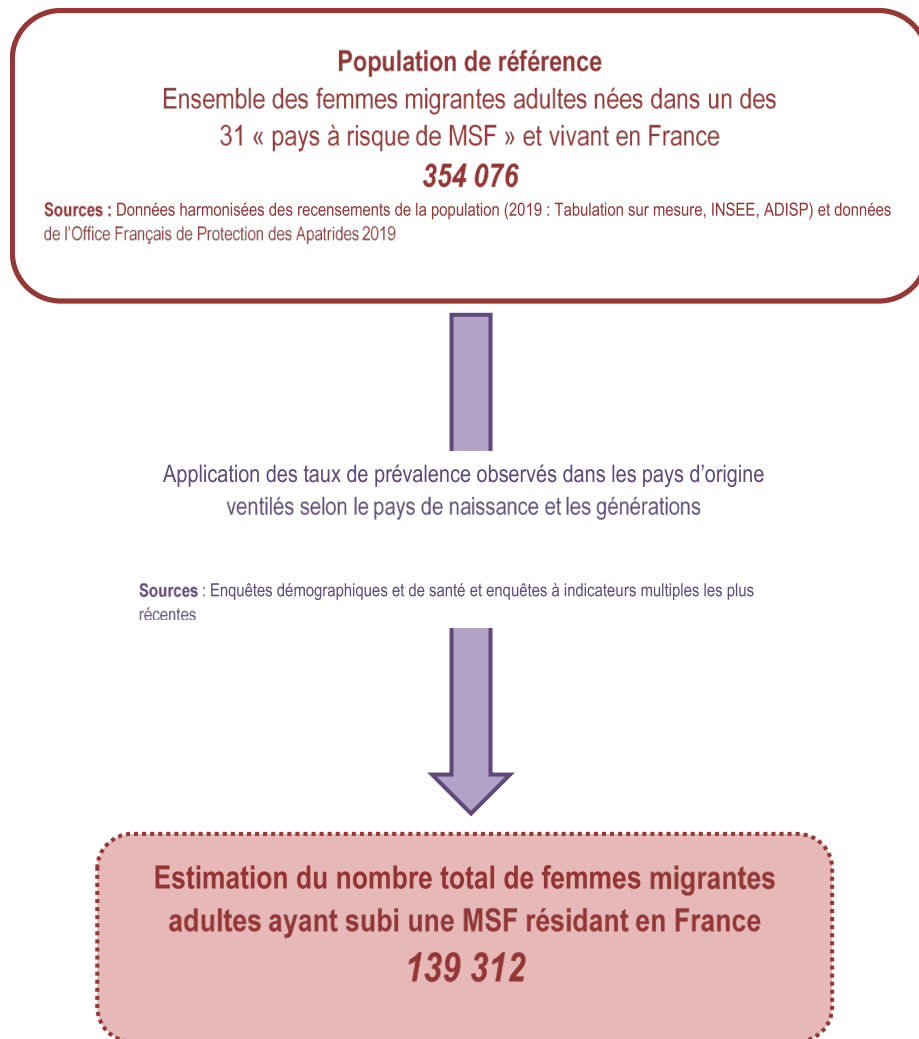 Population de référence
Ensemble des femmes migrantes adultes nées dans un des
31 « pays à risque de MSF » et vivant en France
354 076
Sources : Données harmonisées des recensements de la population (2019 : Tabulation sur mesure, INSEE, ADISP) et données
de l'Office Français de Protection des Apatrides 2019
Application des taux de prévalence observés dans les pays d'origine
ventilés selon le pays de naissance et les générations
Sources : Enquêtes démographiques et de santé et enquêtes à indicateurs multiples les plus
récentes
Estimation du nombre total de femmes migrantes
adultes ayant subi une MSF résidant en France
139 312